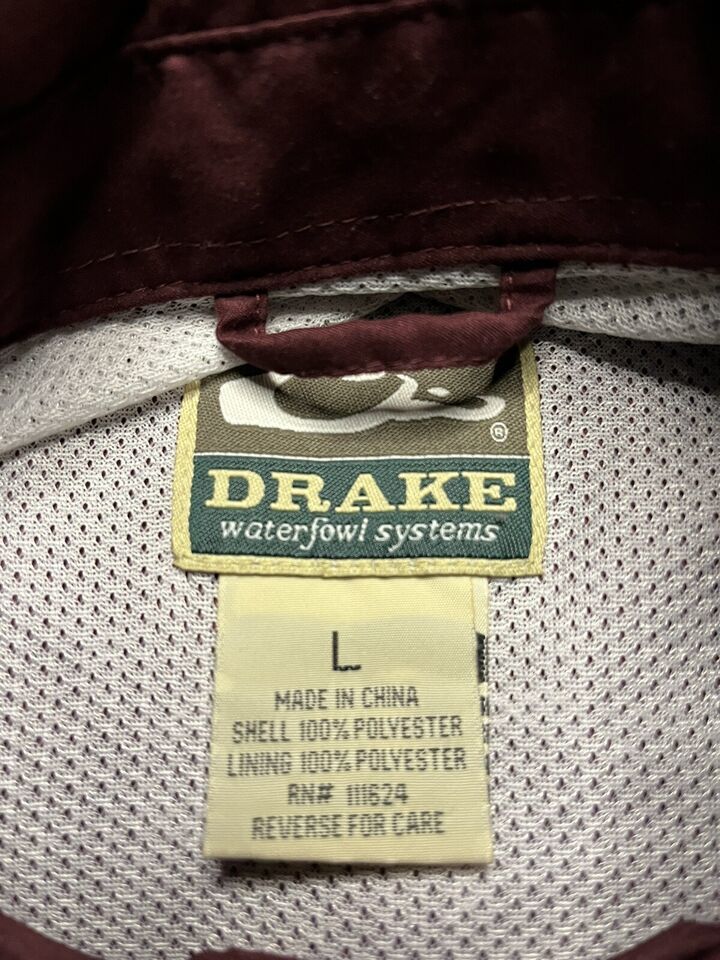 ®
DRAKE
waterfowl systems
L
MADE IN CHINA
SHELL 100% POLYESTER
LINING 100% POLYESTER
RN# 111624
REVERSE FOR CARE